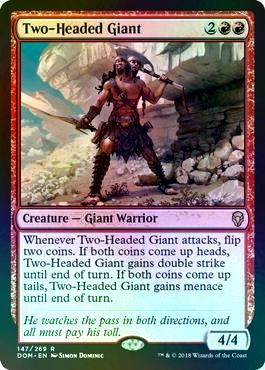 Two-Headed Giant 2
Creature — Giant Warrior
Whenever Two-Headed Giant attacks, flip
two coins. If both coins come up heads,
Two-Headed Giant gains double strike
until end of turn. If both coins come up
tails, Two-Headed Giant gains menace
until end of turn.
He watches the pass in both directions, and
all must pay his toll.
4/4
147/269 R
DOM • EN SIMON DOMINIC ™ & © 2018 Wizards of the Coast